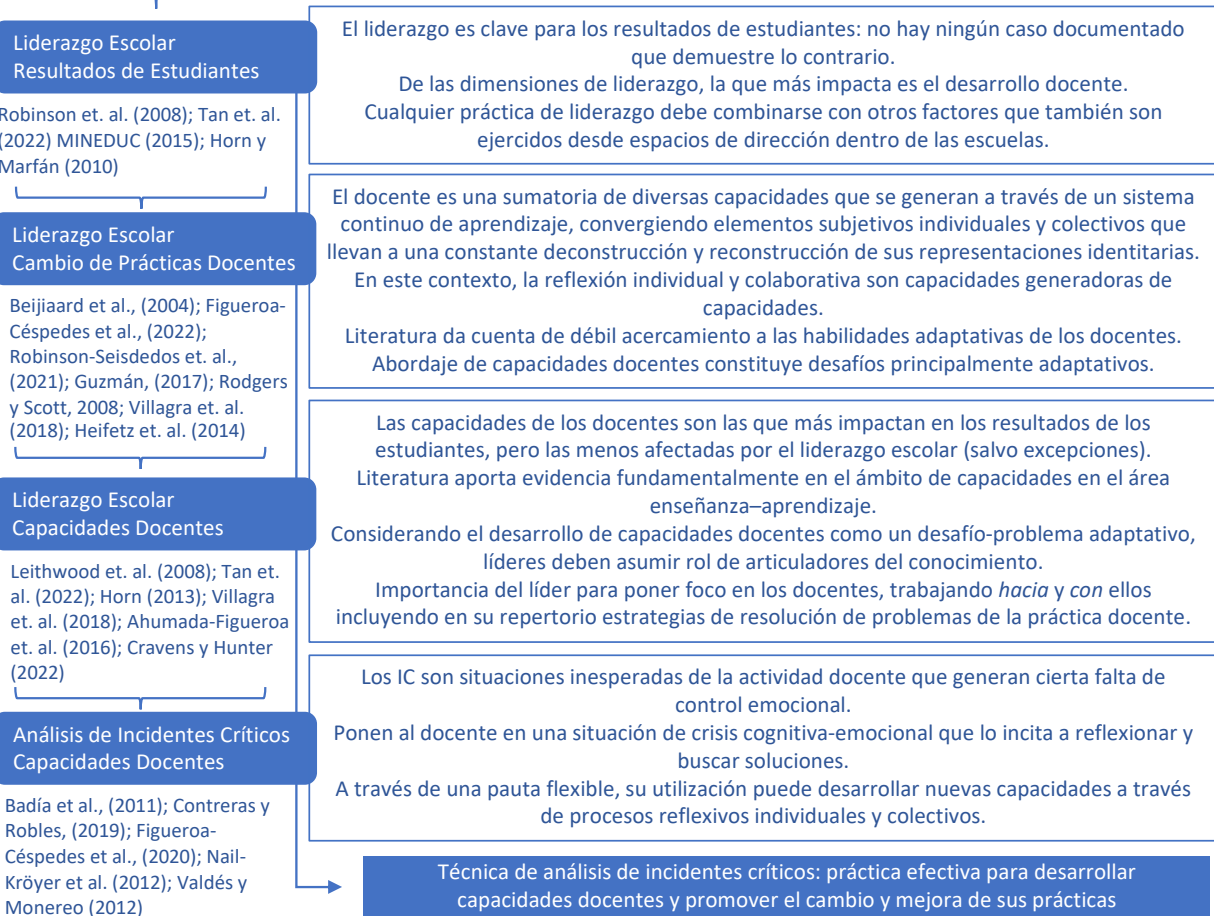 Liderazgo Escolar
Resultados de Estudiantes
Robinson et. al. (2008); Tan et. al.
(2022) MINEDUC (2015); Horn y
Marfán (2010)
El liderazgo es clave para los resultados de estudiantes: no hay ningún caso documentado
que demuestre lo contrario.
De las dimensiones de liderazgo, la que más impacta es el desarrollo docente.
Cualquier práctica de liderazgo debe combinarse con otros factores que también son
ejercidos desde espacios de dirección dentro de las escuelas.
Liderazgo Escolar
Cambio de Prácticas Docentes
Beijiaard et al., (2004); Figueroa-
Céspedes et al., (2022);
Robinson-Seisdedos et. al.,
(2021); Guzmán, (2017); Rodgers
y Scott, 2008; Villagra et. al.
(2018); Heifetz et. al. (2014)
El docente es una sumatoria de diversas capacidades que se generan a través de un sistema
continuo de aprendizaje, convergiendo elementos subjetivos individuales y colectivos que
llevan a una constante deconstrucción y reconstrucción de sus representaciones identitarias.
En este contexto, la reflexión individual y colaborativa son capacidades generadoras de
capacidades.
Literatura da cuenta de débil acercamiento a las habilidades adaptativas de los docentes.
Abordaje de capacidades docentes constituye desafíos principalmente adaptativos.
Liderazgo Escolar
Capacidades Docentes
Leithwood et. al. (2008); Tan et.
al. (2022); Horn (2013); Villagra
et. al. (2018); Ahumada-Figueroa
et. al. (2016); Cravens y Hunter
(2022)
Las capacidades de los docentes son las que más impactan en los resultados de los
estudiantes, pero las menos afectadas por el liderazgo escolar (salvo excepciones).
Literatura aporta evidencia fundamentalmente en el ámbito de capacidades en el área
enseñanza–aprendizaje.
Considerando el desarrollo de capacidades docentes como un desafío-problema adaptativo,
líderes deben asumir rol de articuladores del conocimiento.
Importancia del líder para poner foco en los docentes, trabajando hacia y con ellos
incluyendo en su repertorio estrategias de resolución de problemas de la práctica docente.
Análisis de Incidentes Críticos
Capacidades Docentes
Badía et al., (2011); Contreras y
Robles, (2019); Figueroa-
Céspedes et al., (2020); Nail-
Kröyer et al. (2012); Valdés y
Monereo (2012)
Los IC son situaciones inesperadas de la actividad docente que generan cierta falta de
control emocional.
Ponen al docente en una situación de crisis cognitiva-emocional que lo incita a reflexionar y
buscar soluciones.
A través de una pauta flexible, su utilización puede desarrollar nuevas capacidades a través
de procesos reflexivos individuales y colectivos.
Técnica de análisis de incidentes críticos: práctica efectiva para desarrollar
capacidades docentes y promover el cambio y mejora de sus prácticas